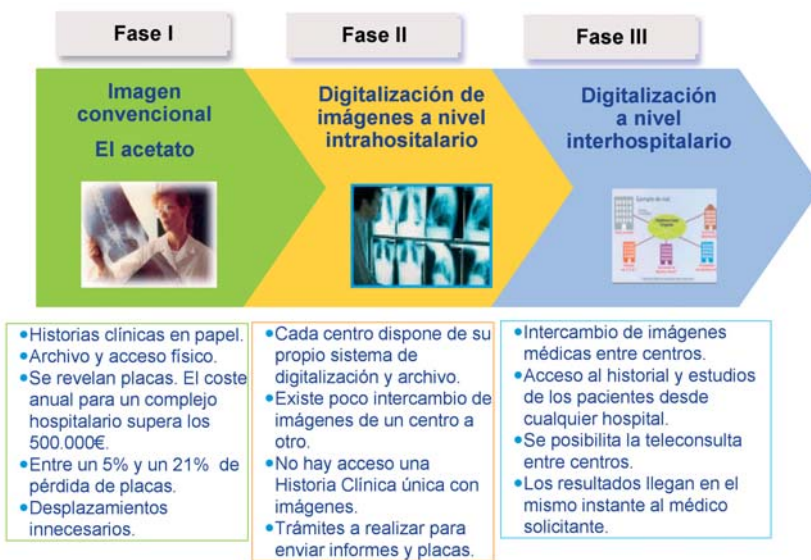 Fase I
Fase II
Fase III
Imagen
convencional
El acetato
Digitalización de
imágenes a nivel
intrahositalario
Digitalización
a nivel
interhospitalario
Ejemplo de red
•Historias clínicas en papel.
•Archivo y acceso físico.
•Se revelan placas. El coste
anual para un complejo
hospitalario supera los
500.000€.
•Entre un 5% y un 21% de
pérdida de placas.
•Desplazamientos
innecesarios.
•Cada centro dispone de su
propio sistema de
digitalización y archivo.
•Existe poco intercambio de
imágenes de un centro a
otro.
•No hay acceso una
Historia Clínica única con
imágenes.
•Trámites a realizar para
enviar informes y placas.
•Intercambio de imágenes
médicas entre centros.
•Acceso al historial y estudios
de los pacientes desde
cualquier hospital.
•Se posibilita la teleconsulta
entre centros.
•Los resultados llegan en el
mismo instante al médico
solicitante.